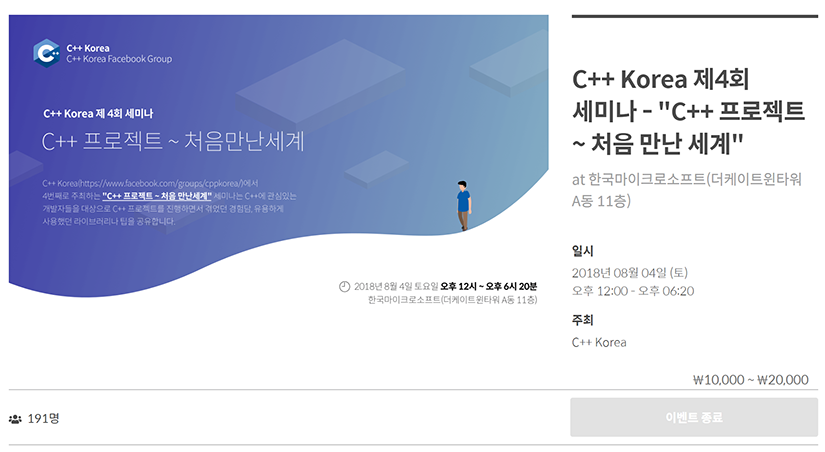 C++ Korea
C++ Korea Facebook Group
C++ Korea 제 4회 세미나
C++ 프로젝트 ~ 처음만난세계
C++ Korea(https://www.facebook.com/groups/cppkorea/)에서
4번째로 주최하는 "C++ 프로젝트 ~ 처음 만난세계" 세미나는 C++에 관심있는
개발자들을 대상으로 C++ 프로젝트를 진행하면서 겪었던 경험담, 유용하게
사용했던 라이브러리나 팁을 공유합니다.
2018년 8월 4일 토요일 오후 12시 ~ 오후 6시 20분
한국마이크로소프트(더케이트윈타워 A동 11층)
C++ Korea 제4회
세미나 - "C++ 프로젝트
~ 처음 만난 세계"
at 한국마이크로소프트(더케이트윈타워
A동 11층)
일시
2018년 08월 04일 (토)
오후 12:00 - 오후 06:20
주최
C++ Korea
₩10,000 ~ ₩20,000
191명
이벤트 종료